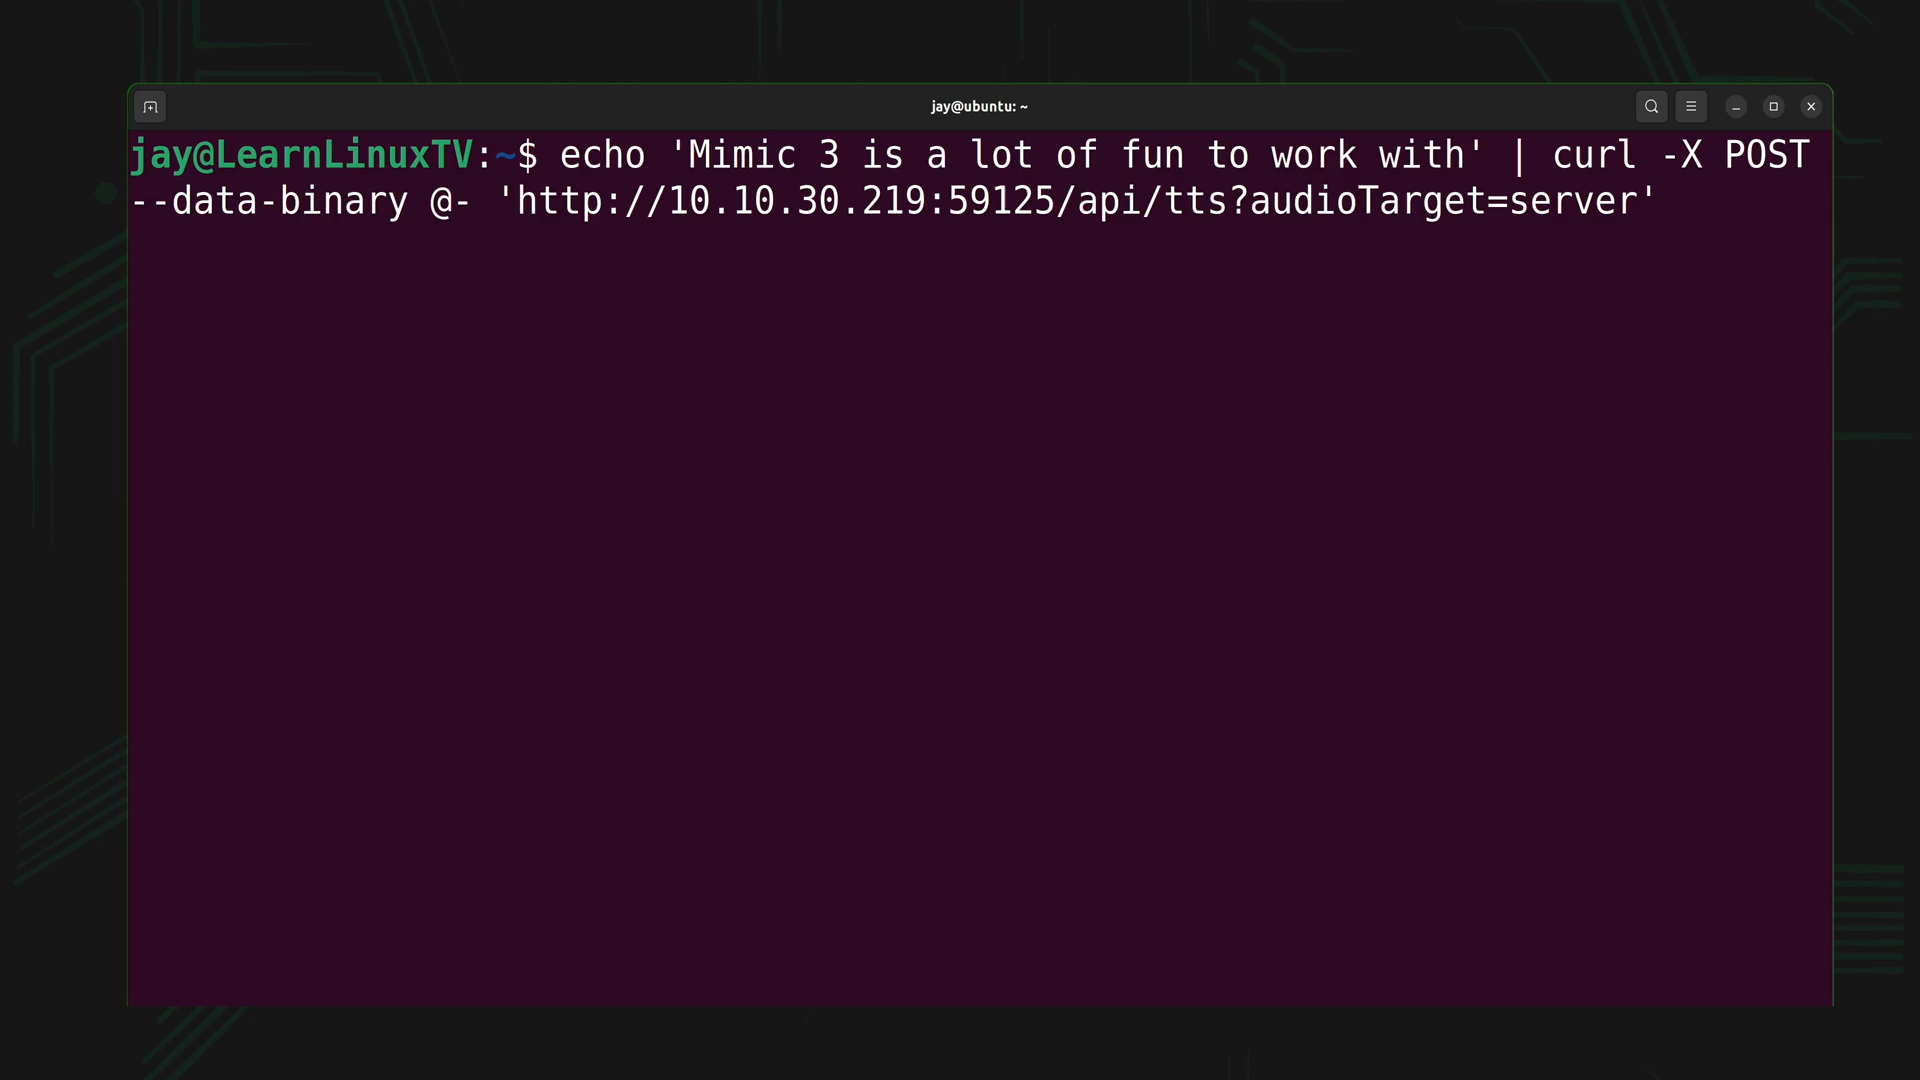 jay@ubuntu: ~
jay@LearnLinuxTV:~$ echo 'Mimic 3 is a lot of fun to work with' | curl -X POST
--data-binary @- 'http://10.10.30.219:59125/api/tts?audioTarget=server'